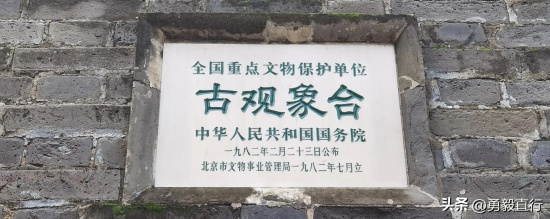 全国重点文物保护单位
古观象台
中华人民共和国国务院
一九八二年二月二十三日公布
北京市文物事业管理局一九八二年七月立
头条 @勇毅直行